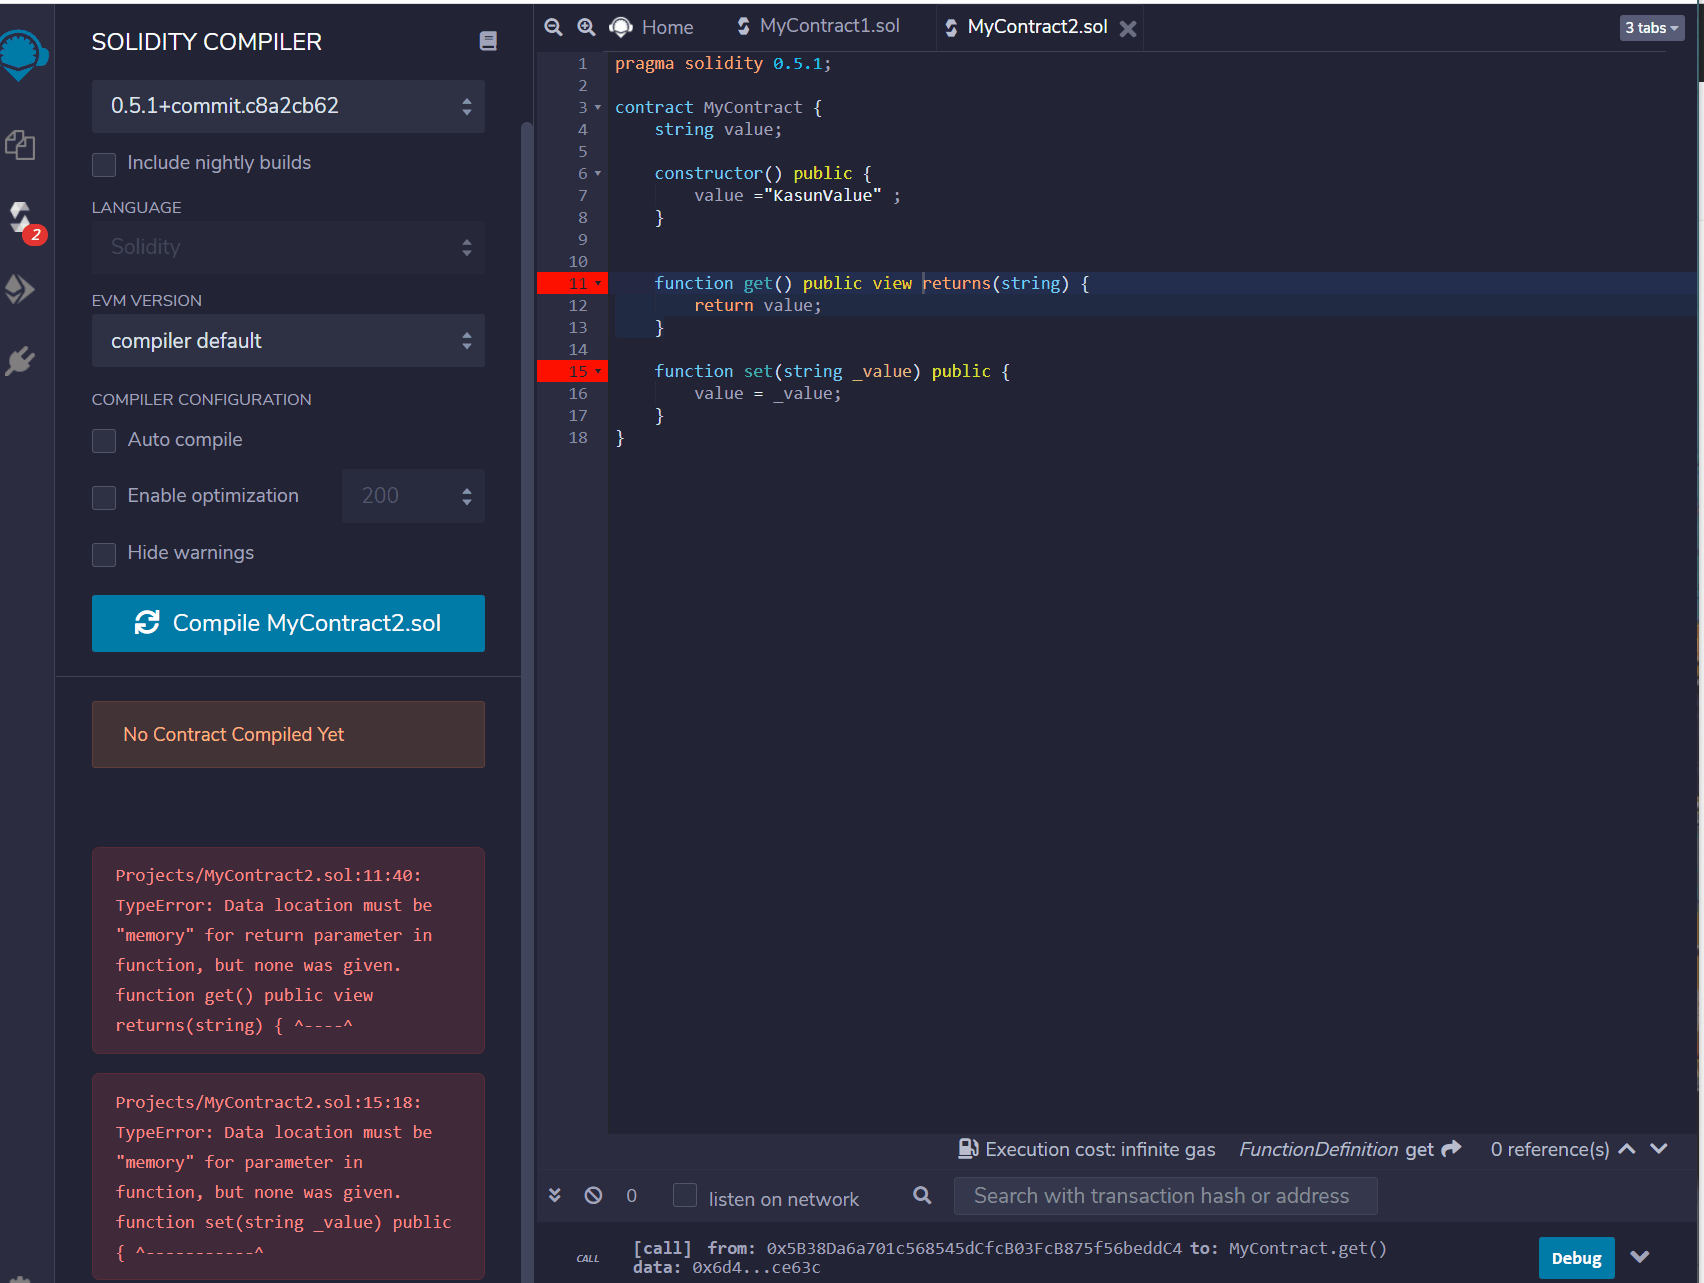 SOLIDITY COMPILER
0.5.1+commit.c8a2cb62
Include nightly builds
LANGUAGE
Solidity
2
EVM VERSION
compiler default
COMPILER CONFIGURATION
Auto compile
Enable optimization
200
Hide warnings
Compile MyContract2.sol
No Contract Compiled Yet
Projects/MyContract2.sol:11:40:
TypeError: Data location must be
"memory" for return parameter in
function, but none was given.
function get() public view
returns(string) { ^----^
Projects/MyContract2.sol:15:18:
TypeError: Data location must be
"memory" for parameter in
function, but none was given.
function set(string _value) public
{ ^-----------^
Home
MyContract1.sol
MyContract2.sol
3 tabs
1 pragma solidity 0.5.1;
2
3 contract MyContract {
4     string value;
5
6     constructor() public {
7         value ="KasunValue" ;
8     }
9
10
11     function get() public view returns(string) {
12         return value;
13     }
14
15     function set(string _value) public {
16         value = _value;
17     }
18 }
Execution cost: infinite gas FunctionDefinition get 0 reference(s)
0 listen on network Search with transaction hash or address
CALL [call] from: 0x5B38Da6a701c568545dCfcB03FcB875f56beddC4 to: MyContract.get()
data: 0x6d4...ce63c
Debug